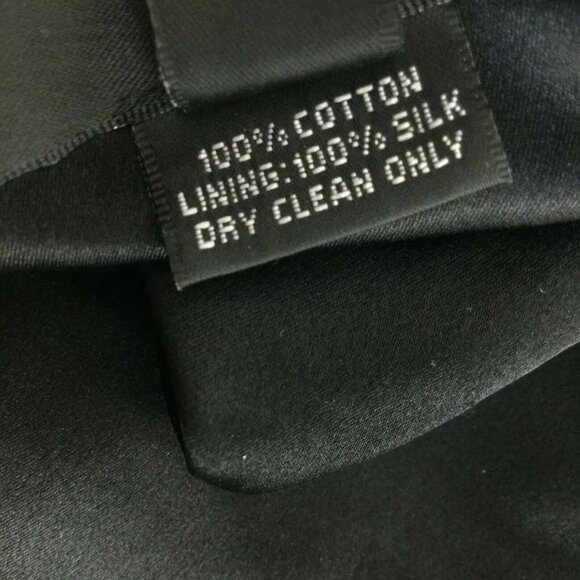 100% COTTON
LINING:100% SILK
DRY CLEAN ONLY